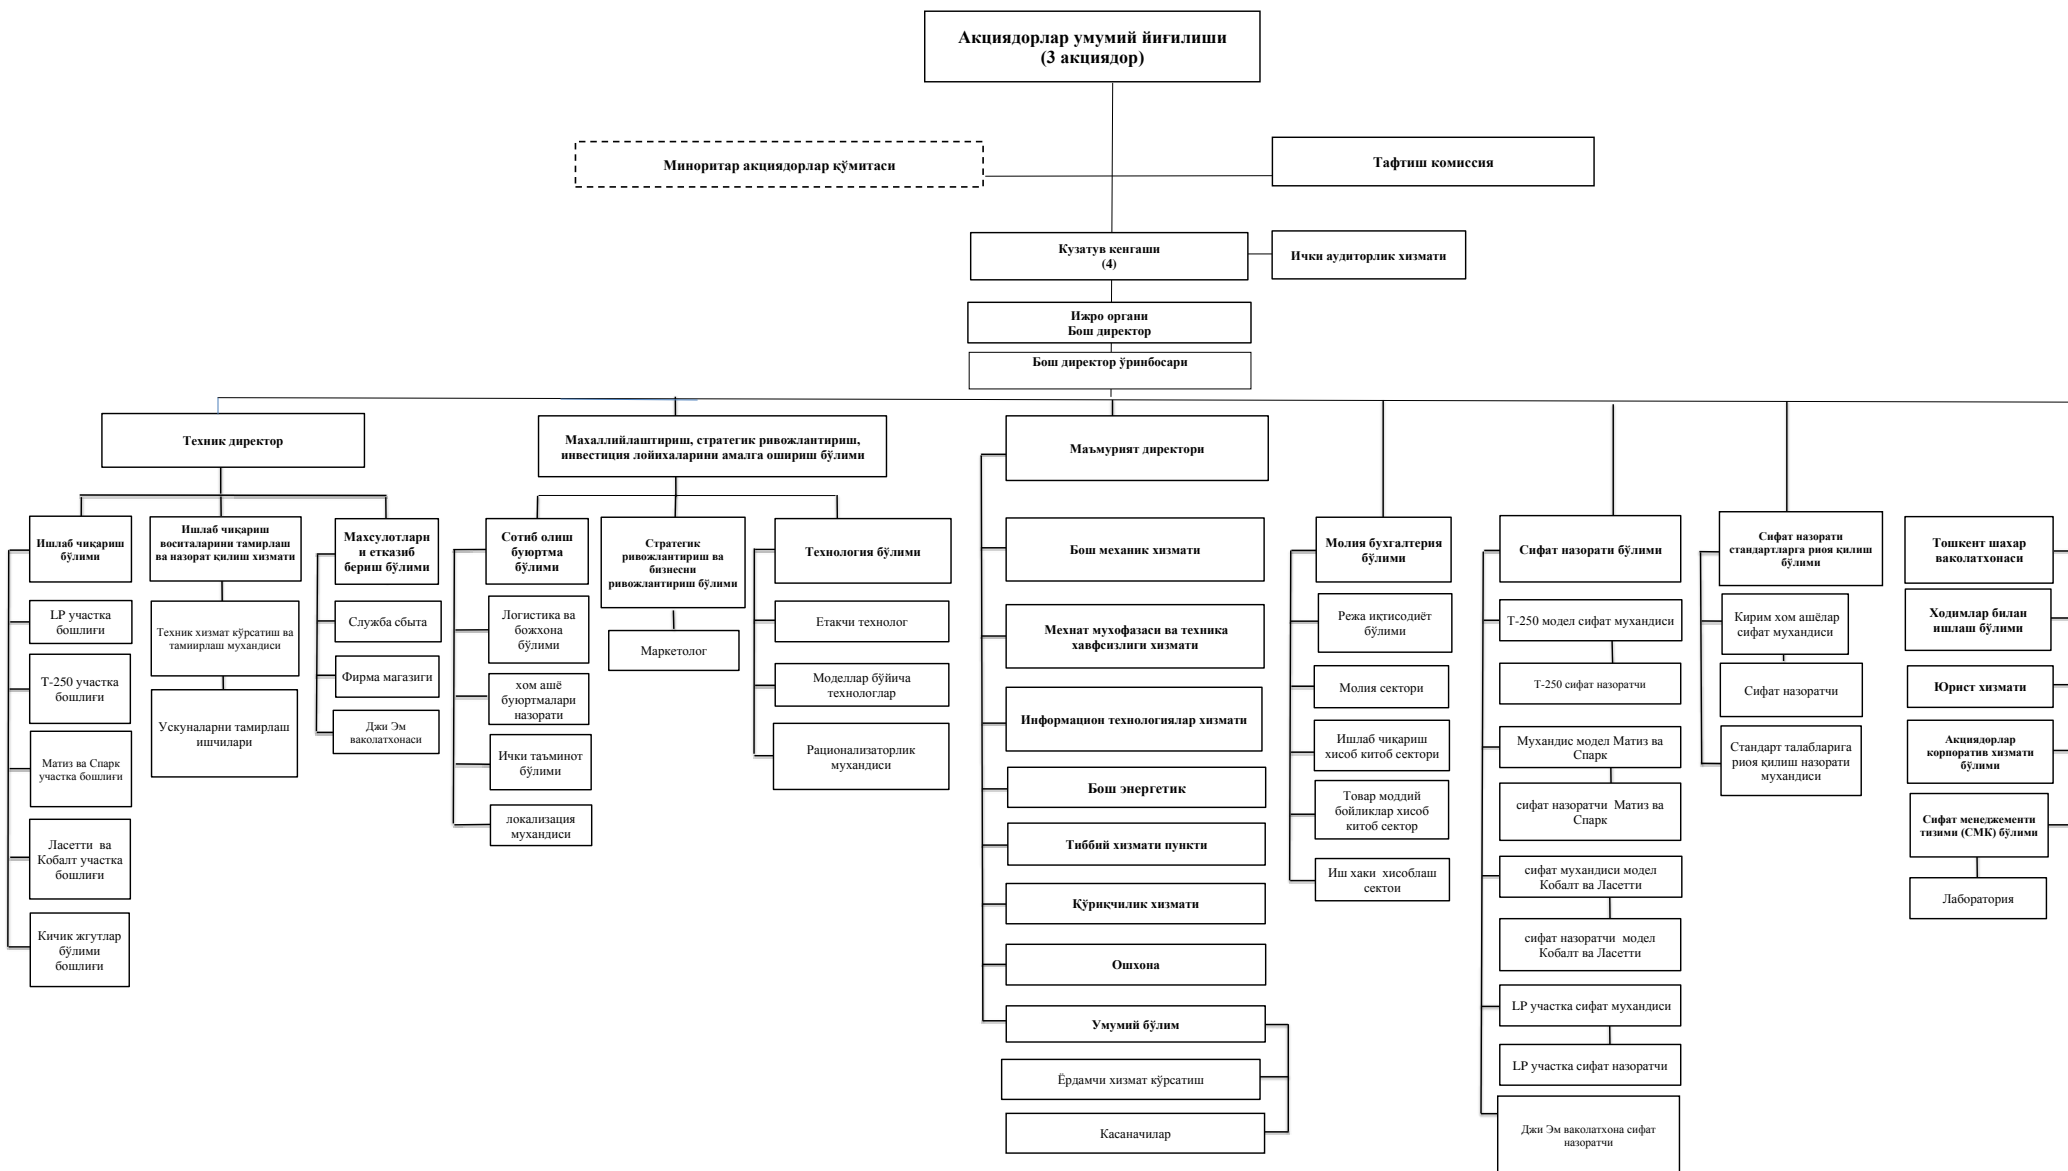 Акциядорлар умумий йиғилиши
(3 акциядор)
Миноритар акциядорлар қўмитаси
Тафтиш комиссия
Кузатув кенгаши
(4)
Ички аудиторлик хизмати
Ижро органи
Бош директор
Бош директор ўринбосари
Техник директор
Махаллийлаштириш, стратегик ривожлантириш,
инвестиция лойихаларини амалга ошириш бўлими
Маъмурият директори
Ишлаб чиқариш
бўлими
LP участка
бошлиғи
Т-250 участка
бошлиғи
Матиз ва Спарк
участка бошлиғи
Ласетти ва
Кобалт участка
бошлиғи
Кичик жгутлар
бўлими
бошлиғи
Ишлаб чиқариш
воситаларини тамирлаш
ва назорат қилиш хизмати
Техник хизмат кўрсатиш ва
тамиирлаш мухандиси
Ускуналарни тамирлаш
ишчилари
Махсулотларн
и етказиб
бериш бўлими
Служба сбыта
Фирма магазиги
Джи Эм
ваколатхонаси
Сотиб олиш
буюртма
бўлими
Логистика ва
божхона
бўлими
хом ашё
буюртмалари
назорати
Ички таъминот
бўлими
локализация
мухандиси
Стратегик
ривожлантириш ва
бизнесни
ривожлантириш бўлими
Маркетолог
Технология бўлими
Етакчи технолог
Моделлар бўйича
технологлар
Рационализаторлик
мухандиси
Бош механик хизмати
Мехнат мухофазаси ва техника
хавфсизлиги хизмати
Информацион технологиялар хизмати
Бош энергетик
Тиббий хизмати пункти
Қўриқчилик хизмати
Ошхона
Умумий бўлим
Ёрдамчи хизмат кўрсатиш
Касаначилар
Молия бухгалтерия
бўлими
Режа иқтисодиёт
бўлими
Молия сектори
Ишлаб чиқариш
хисоб китоб сектори
Товар моддий
бойликлар хисоб
китоб сектор
Иш хаки хисоблаш
сектои
Сифат назорати бўлими
Т-250 модел сифат мухандиси
Т-250 сифат назоратчи
Мухандис модел Матиз ва
Спарк
сифат назоратчи Матиз ва
Спарк
сифат мухандиси модел
Кобалт ва Ласетти
сифат назоратчи модел
Кобалт ва Ласетти
LP участка сифат мухандиси
LP участка сифат назоратчи
Джи Эм ваколатхона сифат
назоратчи
Сифат назорати
стандартларга риоя қилиш
бўлими
Кирим хом ашёлар
сифат мухандиси
Сифат назоратчи
Стандарт талабларига
риоя қилиш назорати
мухандиси
Тошкент шахар
ваколатхонаси
Ходимлар билан
ишлаш бўлими
Юрист хизмати
Акциядорлар
корпоратив хизмати
бўлими
Сифат менеджементи
тизими (СМК) бўлими
Лаборатория